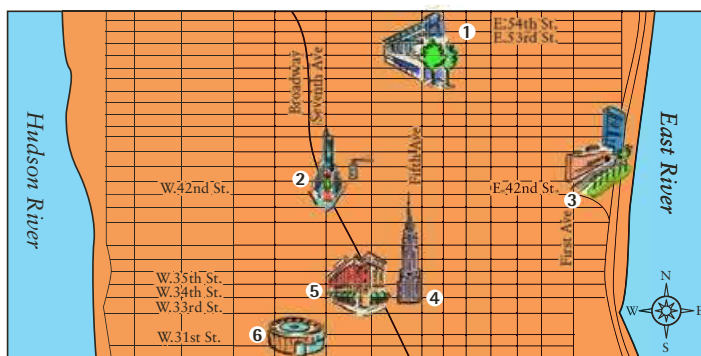 1
E. 54th St.
E. 53rd St.
Broadway
Seventh Ave
Fifth Ave
Hudson River
East River
2
W. 42nd St.
E. 42nd St.
3
First Ave
W. 35th St.
W. 34th St.
W. 33rd St.
5
4
6
W. 31st St.
N
W
E
S